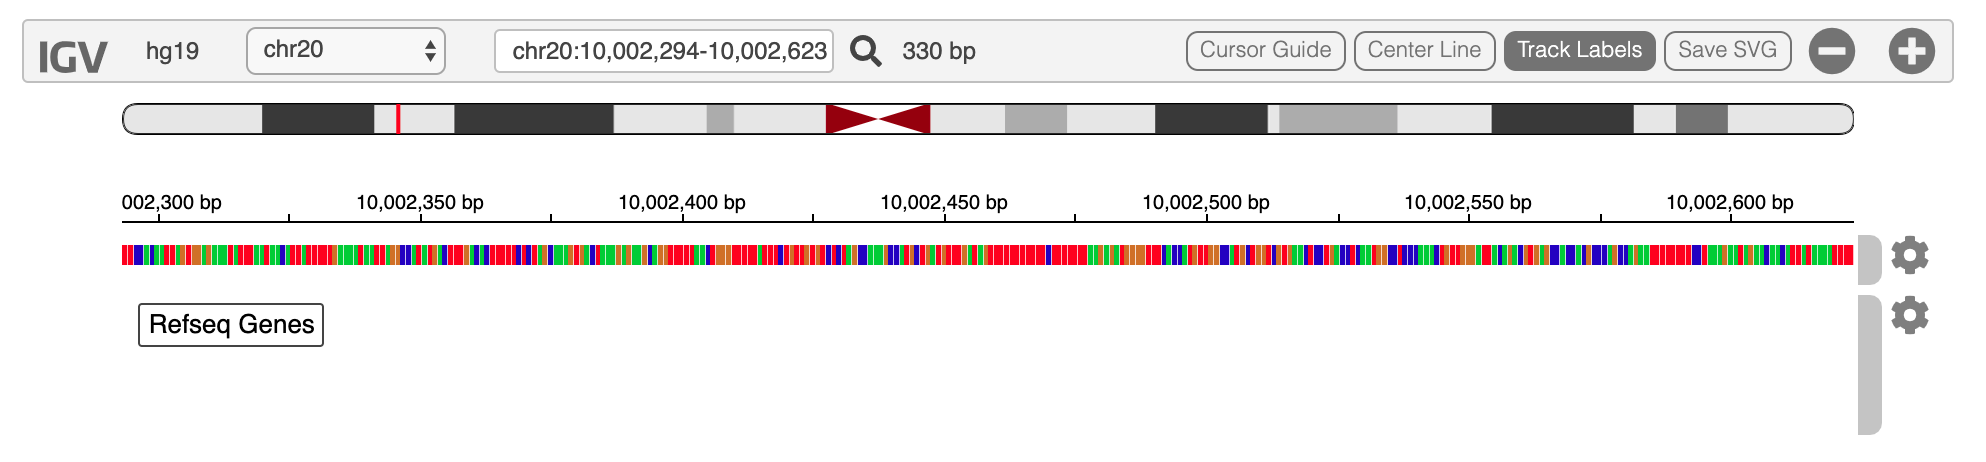 IGV hg19 chr20 chr20:10,002,294-10,002,623 330 bp Cursor Guide Center Line Track Labels Save SVG
002,300 bp 10,002,350 bp 10,002,400 bp 10,002,450 bp 10,002,500 bp 10,002,550 bp 10,002,600 bp
Refseq Genes